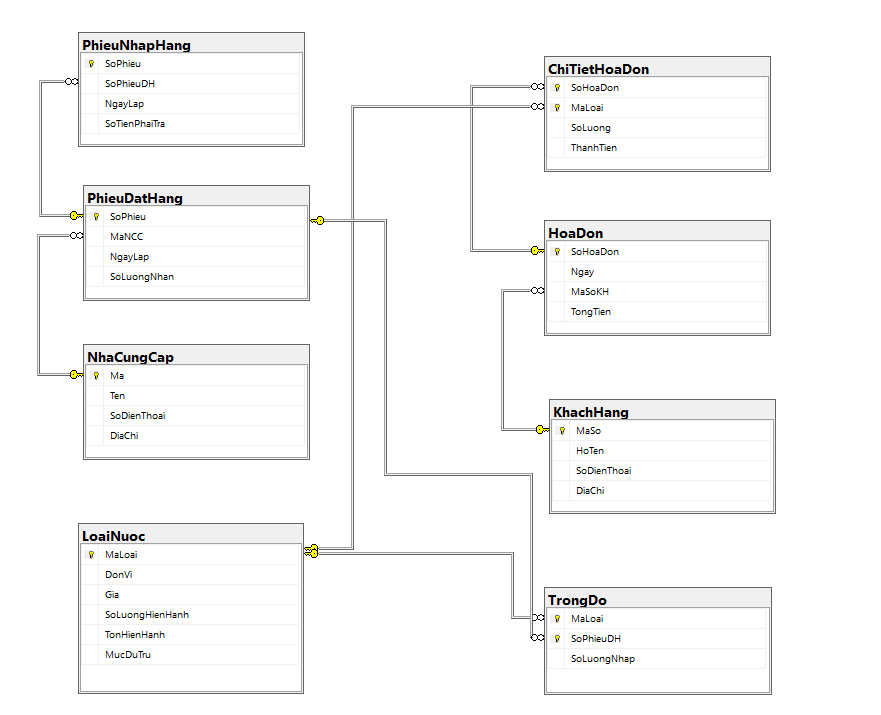 PhieuNhapHang
SoPhieu
SoPhieuDH
NgayLap
SoTienPhaiTra
PhieuDatHang
SoPhieu
MaNCC
NgayLap
SoLuongNhan
NhaCungCap
Ma
Ten
SoDienThoai
DiaChi
LoaiNuoc
MaLoai
DonVi
Gia
SoLuongHienHanh
TonHienHanh
MucDuTru
ChiTietHoaDon
SoHoaDon
MaLoai
SoLuong
ThanhTien
HoaDon
SoHoaDon
Ngay
MaSoKH
TongTien
KhachHang
MaSo
HoTen
SoDienThoai
DiaChi
TrongDo
MaLoai
SoPhieuDH
SoLuongNhap